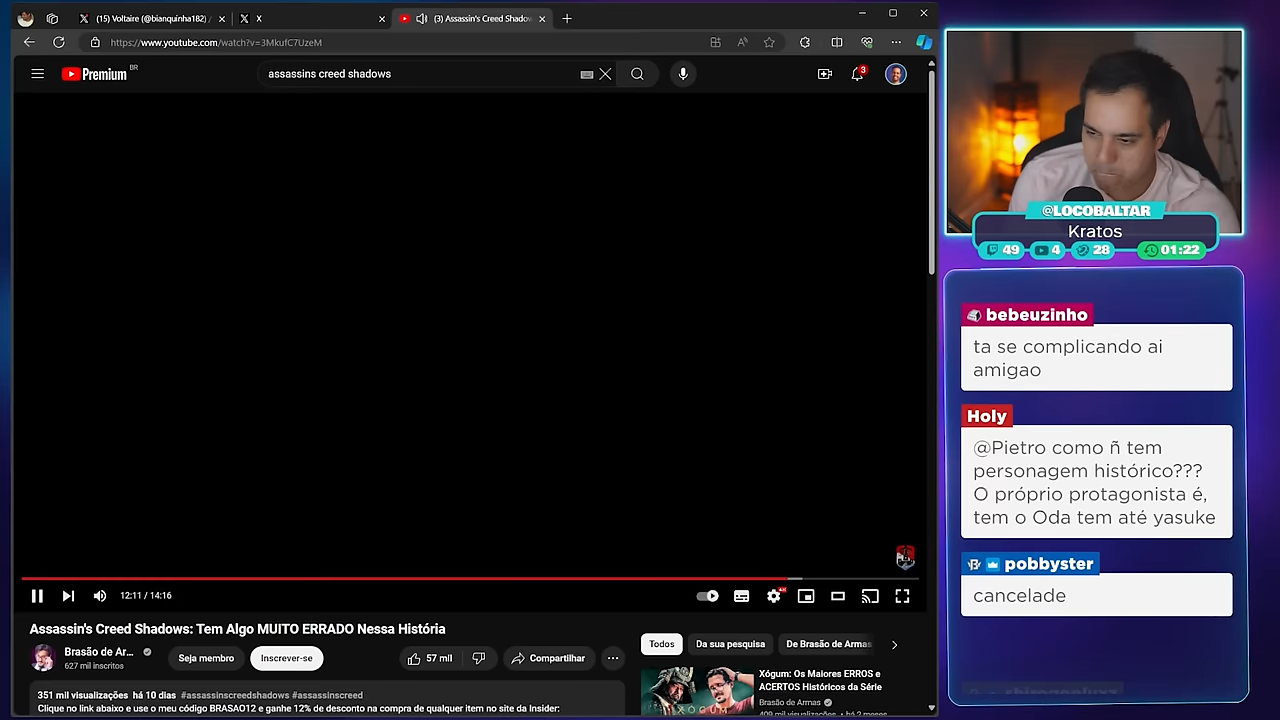 (15) Voltaire (@bianquinha182) /
X
(3) Assassin's Creed Shadow
https://www.youtube.com/watch?v=3MkufC7UzeM
Premium BR
assassins creed shadows
3
@LOCOBALTAR
Kratos
49
4
28
01:22
bebeuzinho
ta se complicando ai
amigao
Holy
@Pietro como ñ tem
personagem histórico???
O próprio protagonista é,
tem o Oda tem até yasuke
pobbyster
cancelade
12:11 / 14:16
Assassin's Creed Shadows: Tem Algo MUITO ERRADO Nessa História
Brasão de Ar...
627 mil inscritos
Seja membro
Inscrever-se
57 mil
Compartilhar
351 mil visualizações há 10 dias #assassinscreedshadows #assassinscreed
Clique no link abaixo e use o meu código BRASAO12 e ganhe 12% de desconto na compra de qualquer item no site da Insider:
Todos
Da sua pesquisa
De Brasão de Armas
Xógum: Os Maiores ERROS e
ACERTOS Históricos da Série
Brasão de Armas
409 mil visualizações · há 2 meses